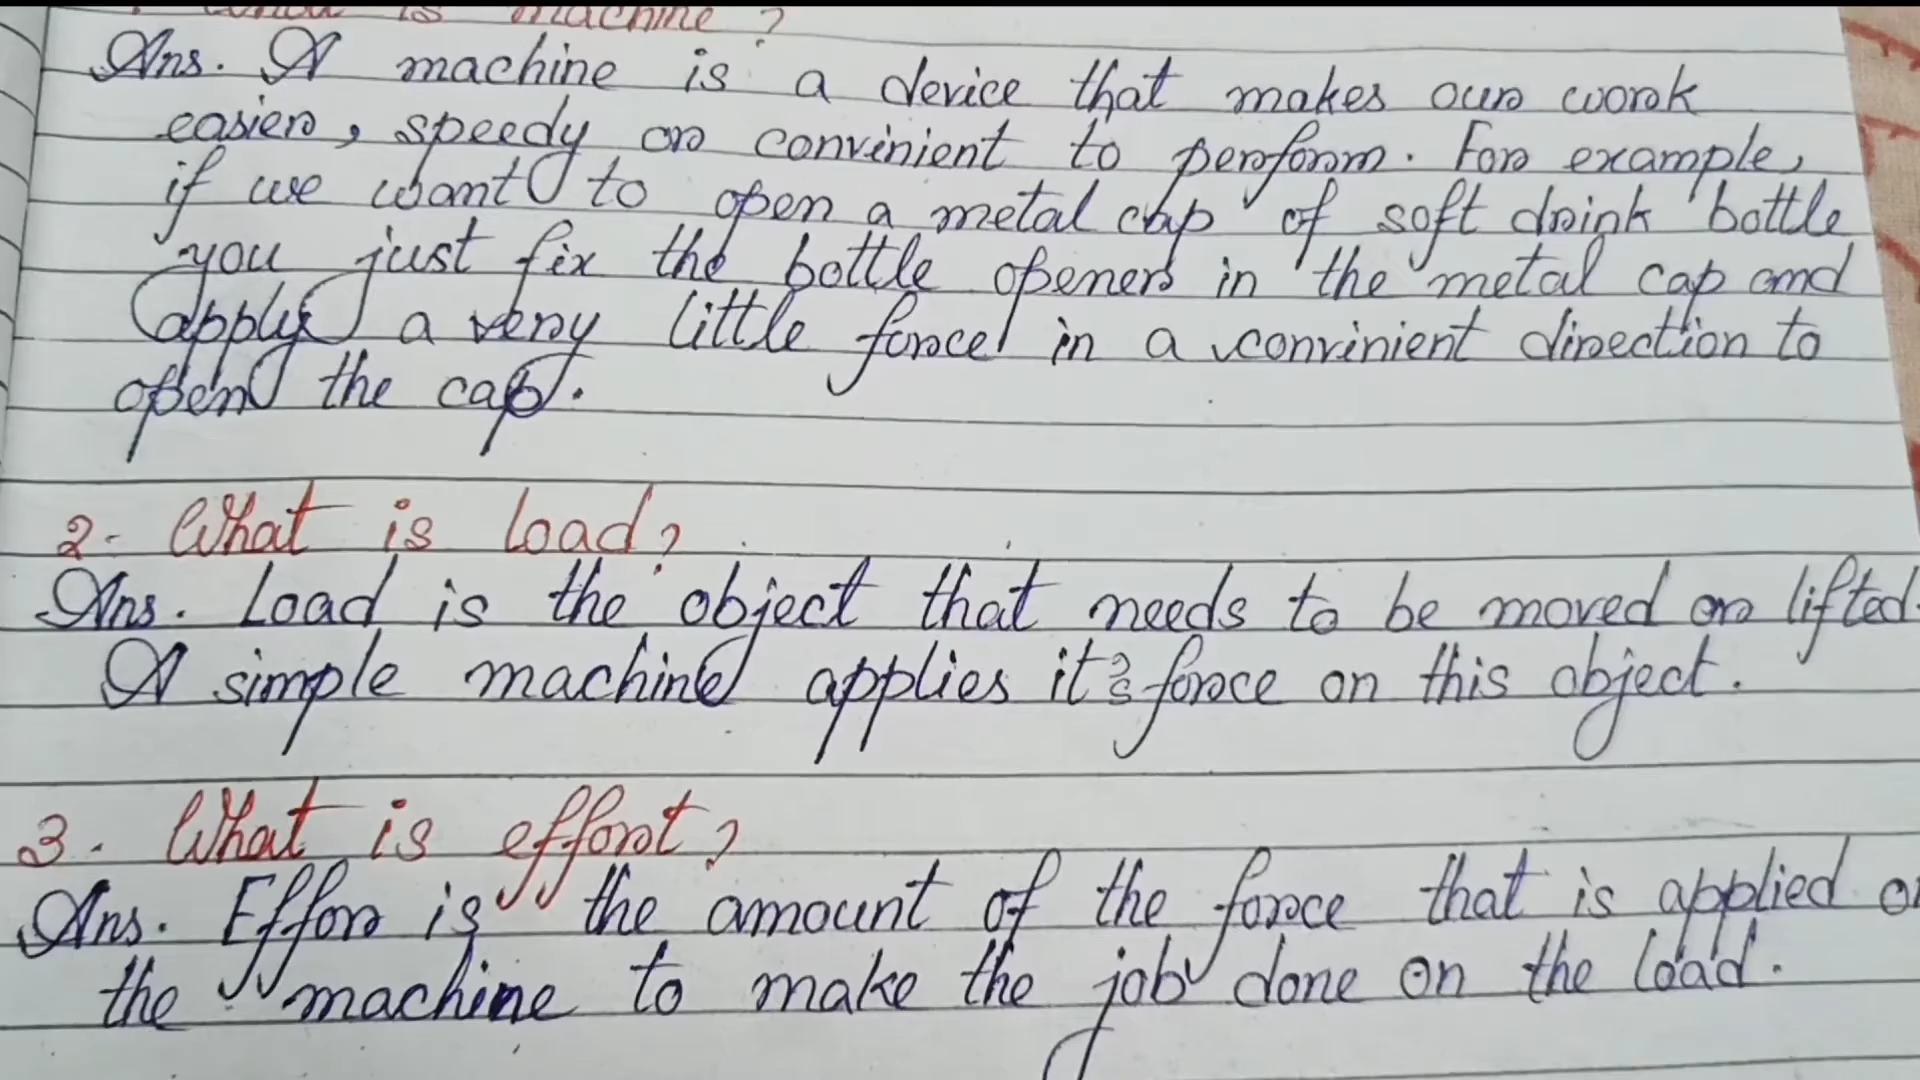 What is machine?
Ans. A machine is a device that makes our work
easier, speedy or convinient to perform. For example,
if we want to open a metal cap of soft drink bottle
you just fix the bottle opener in the metal cap and
apply a very little force in a convinient direction to
open the cap.
2. What is load?
Ans. Load is the object that needs to be moved or lifted.
A simple machine applies it's force on this object.
3. What is effort?
Ans. Effor is the amount of the force that is applied on
the machine to make the job done on the load.